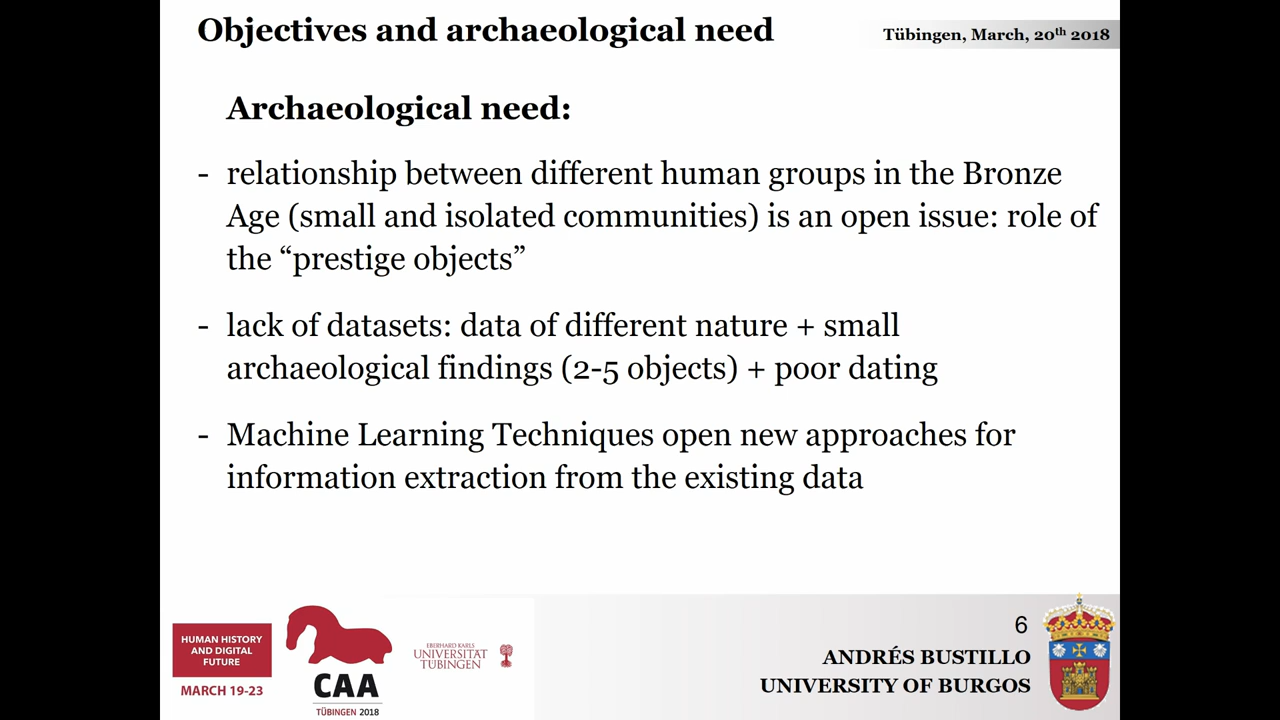 Objectives and archaeological need
Tübingen, March, 20th 2018
Archaeological need:
- relationship between different human groups in the Bronze
Age (small and isolated communities) is an open issue: role of
the “prestige objects”
- lack of datasets: data of different nature + small
archaeological findings (2-5 objects) + poor dating
- Machine Learning Techniques open new approaches for
information extraction from the existing data
HUMAN HISTORY
AND DIGITAL
FUTURE
MARCH 19-23
CAA
TÜBINGEN 2018
EBERHARD KARLS
UNIVERSITÄT
TÜBINGEN
6
ANDRÉS BUSTILLO
UNIVERSITY OF BURGOS